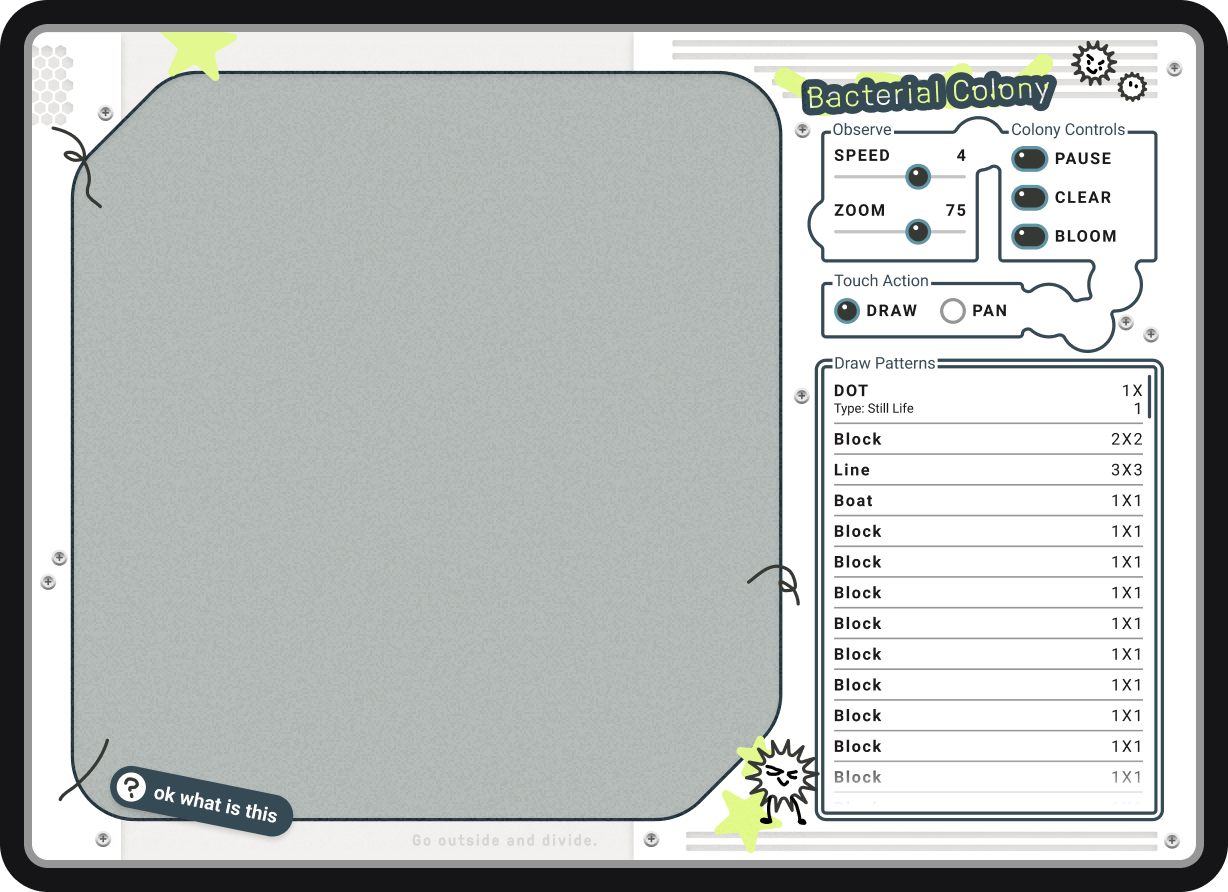 Bacterial Colony
Observe
SPEED 4
ZOOM 75
Colony Controls
PAUSE
CLEAR
BLOOM
Touch Action
DRAW PAN
Draw Patterns
DOT 1X
Type: Still Life 1
Block 2X2
Line 3X3
Boat 1X1
Block 1X1
Block 1X1
Block 1X1
Block 1X1
Block 1X1
Block 1X1
Block 1X1
Block 1X1
Block 1X1
? ok what is this
Go outside and divide.